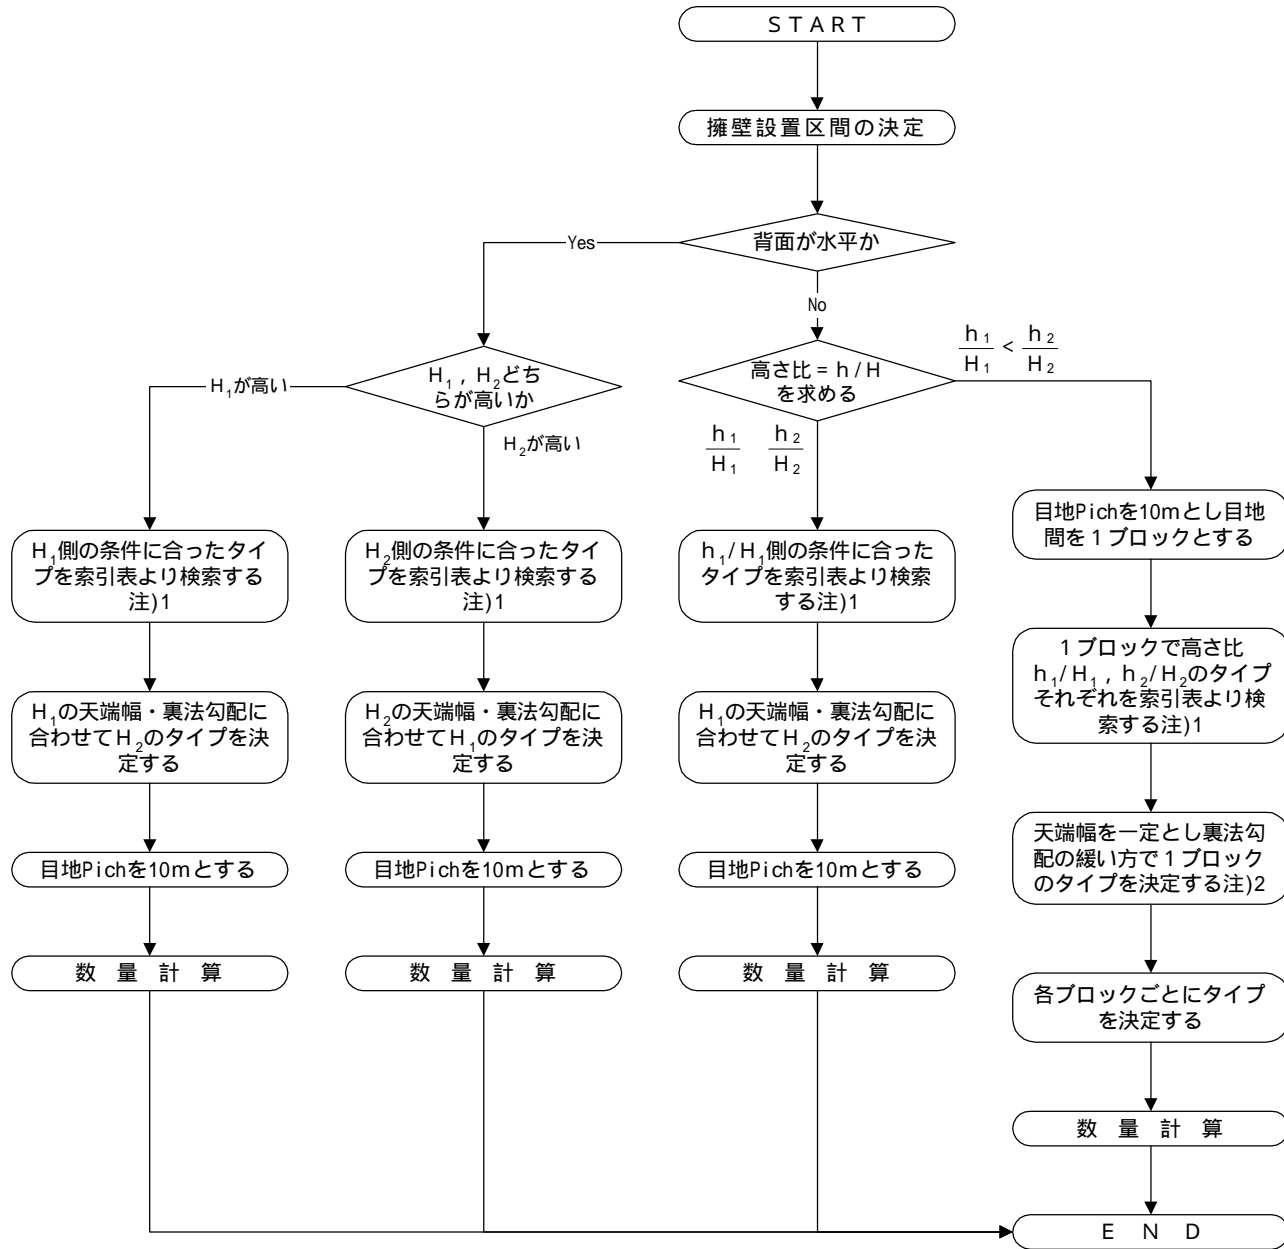 ＳＴＡＲＴ
擁壁設置区間の決定
背面が水平か
Yes
No
H₁，H₂どち
らが高いか
H₁が高い
H₂が高い
高さ比＝ｈ/H
を求める
h₁/H₁ < h₂/H₂
h₁/H₁ h₂/H₂
H₁側の条件に合ったタイ
プを索引表より検索する
注)1
H₁の天端幅・裏法勾配に
合わせてH₂のタイプを決
定する
目地Pichを10mとする
数 量 計 算
H₂側の条件に合ったタイ
プを索引表より検索する
注)1
H₂の天端幅・裏法勾配に
合わせてH₁のタイプを決
定する
目地Pichを10mとする
数 量 計 算
h₁/H₁側の条件に合った
タイプを索引表より検索
する注)1
H₁の天端幅・裏法勾配に
合わせてH₂のタイプを決
定する
目地Pichを10mとする
数 量 計 算
目地Pichを10mとし目地
間を１ブロックとする
１ブロックで高さ比
h₁/H₁，h₂/H₂のタイプ
それぞれを索引表より検
索する注)1
天端幅を一定とし裏法勾
配の緩い方で１ブロック
のタイプを決定する注)2
各ブロックごとにタイプ
を決定する
数 量 計 算
Ｅ Ｎ Ｄ